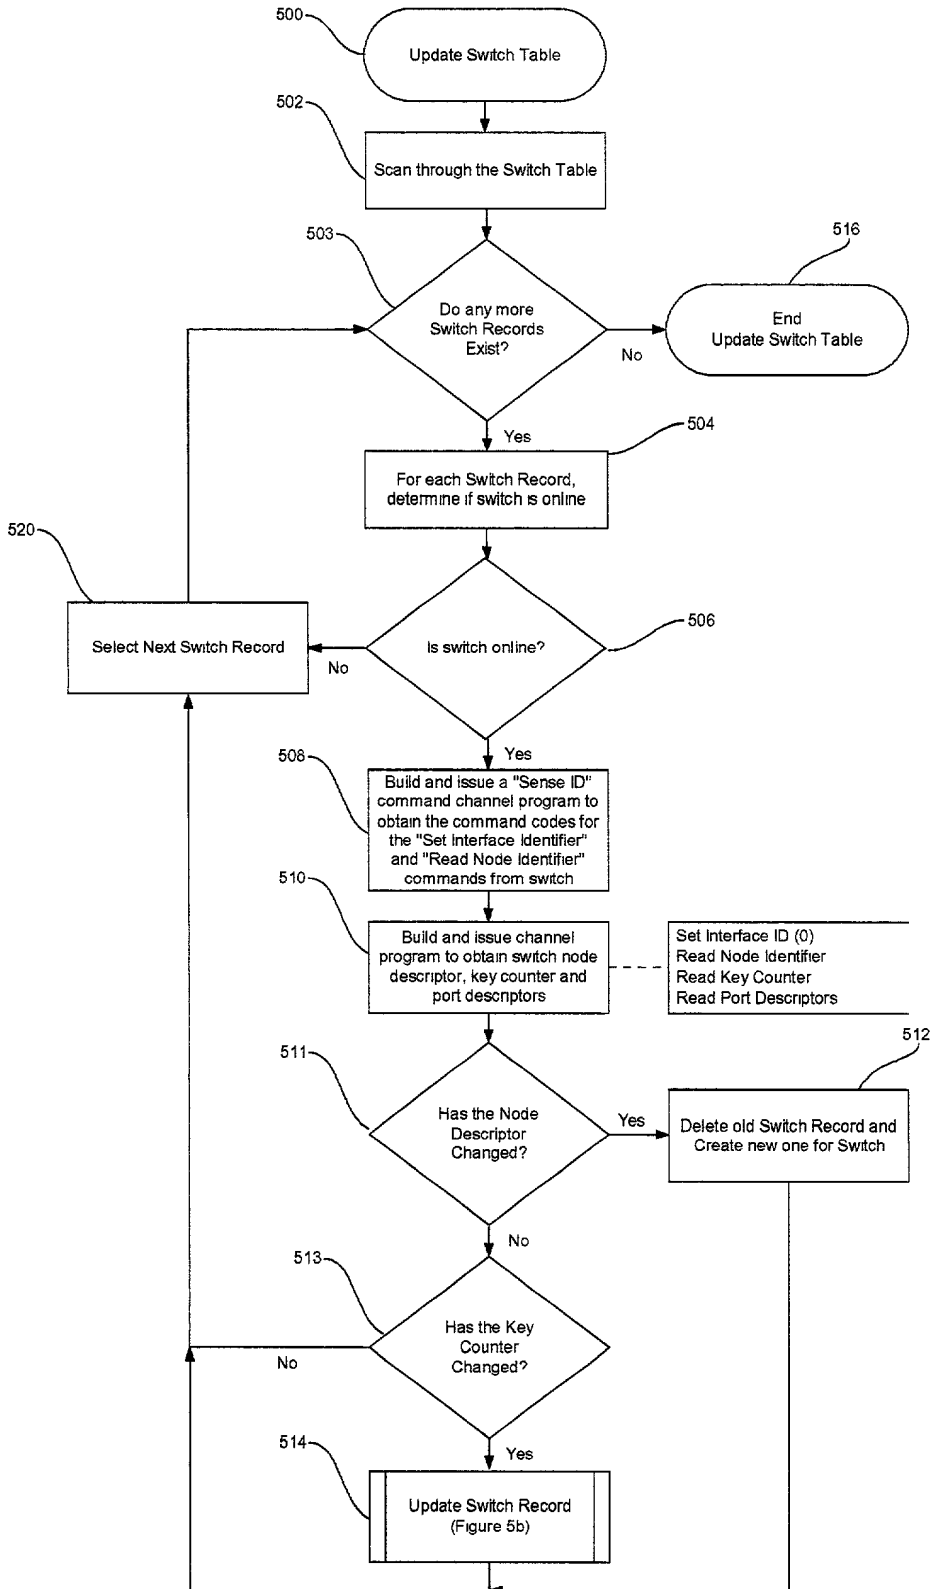 500
Update Switch Table
502
Scan through the Switch Table
503
Do any more
Switch Records
Exist?
516
End
Update Switch Table
No
Yes
504
For each Switch Record,
determine if switch is online
520
Select Next Switch Record
Is switch online?
506
No
Yes
508
Build and issue a "Sense ID"
command channel program to
obtain the command codes for
the "Set Interface Identifier"
and "Read Node Identifier"
commands from switch
510
Build and issue channel
program to obtain switch node
descriptor, key counter and
port descriptors
Set Interface ID (0)
Read Node Identifier
Read Key Counter
Read Port Descriptors
511
Has the Node
Descriptor
Changed?
Yes
512
Delete old Switch Record and
Create new one for Switch
No
513
Has the Key
Counter
Changed?
No
Yes
514
Update Switch Record
(Figure 5b)